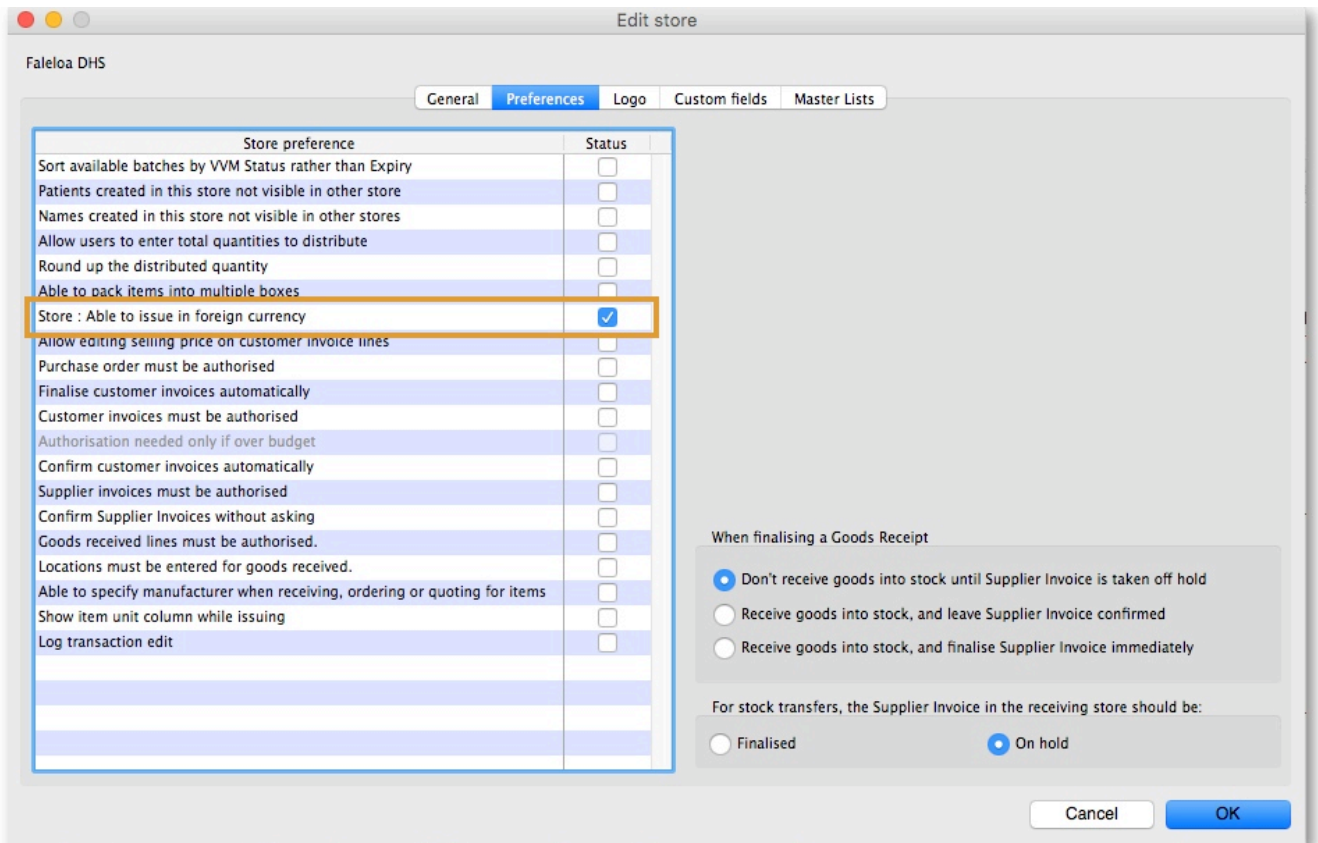 Edit store
Faleloa DHS
General Preferences Logo Custom fields Master Lists
Store preference Status
Sort available batches by VVM Status rather than Expiry
Patients created in this store not visible in other store
Names created in this store not visible in other stores
Allow users to enter total quantities to distribute
Round up the distributed quantity
Able to pack items into multiple boxes
Store : Able to issue in foreign currency
Allow editing selling price on customer invoice lines
Purchase order must be authorised
Finalise customer invoices automatically
Customer invoices must be authorised
Authorisation needed only if over budget
Confirm customer invoices automatically
Supplier invoices must be authorised
Confirm Supplier Invoices without asking
Goods received lines must be authorised.
Locations must be entered for goods received.
Able to specify manufacturer when receiving, ordering or quoting for items
Show item unit column while issuing
Log transaction edit
When finalising a Goods Receipt
Don't receive goods into stock until Supplier Invoice is taken off hold
Receive goods into stock, and leave Supplier Invoice confirmed
Receive goods into stock, and finalise Supplier Invoice immediately
For stock transfers, the Supplier Invoice in the receiving store should be:
Finalised On hold
Cancel OK